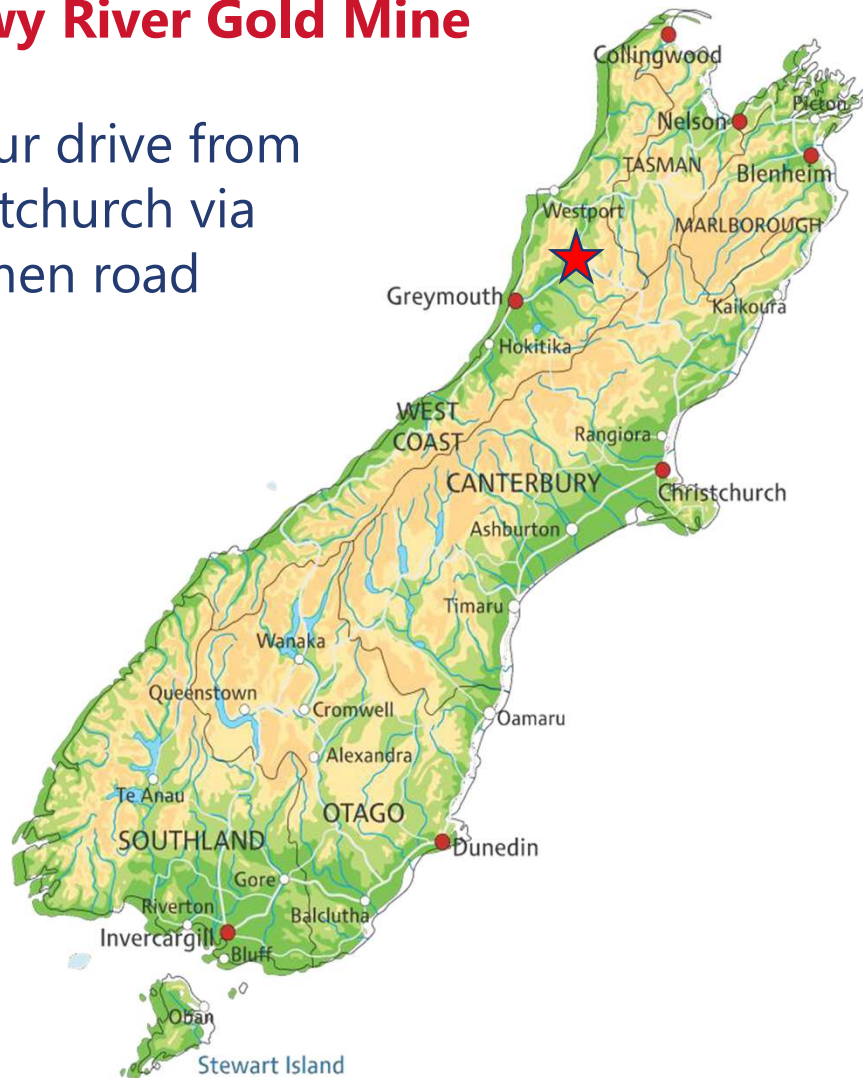 wy River Gold Mine
ur drive from
tchurch via
nen road
Collingwood
Picton
Nelson
TASMAN
Blenheim
Westport
MARLBOROUGH
Greymouth
Kaikoura
Hokitika
WEST
COAST
Rangiora
CANTERBURY
Christchurch
Ashburton
Timaru
Wanaka
Queenstown
Cromwell
Oamaru
Alexandra
Te Anau
OTAGO
SOUTHLAND
Dunedin
Gore
Riverton
Balclutha
Invercargill
Bluff
Oban
Stewart Island